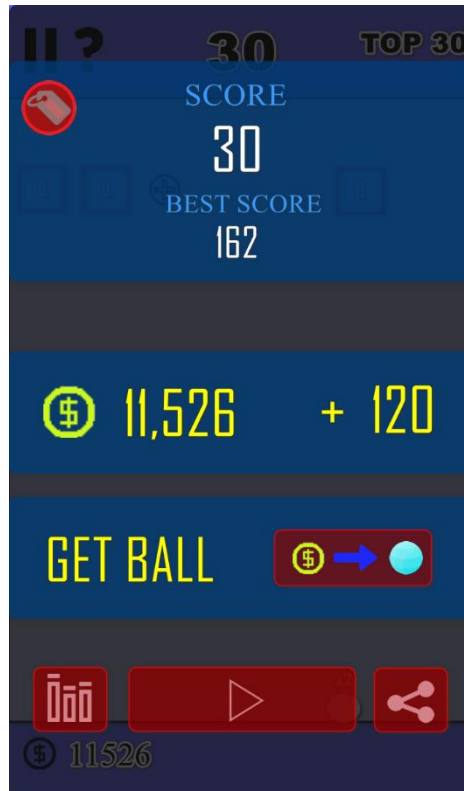 ? 30 TOP 30
SCORE
30
BEST SCORE
162
$ 11,526 + 120
GET BALL $
$ 11526